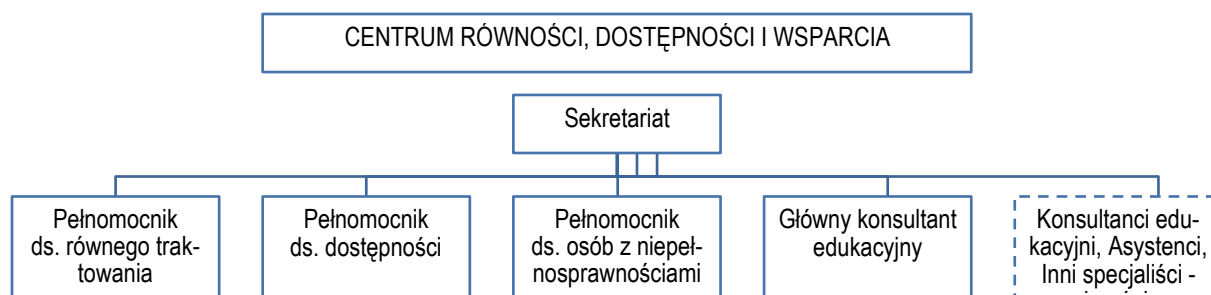 CENTRUM RÓWNOŚCI, DOSTĘPNOŚCI I WSPARCIA
Sekretariat
Pełnomocnik
ds. równego trak-
towania
Pełnomocnik
ds. dostępności
Pełnomocnik
ds. osób z niepeł-
nosprawnościami
Główny konsultant
edukacyjny
Konsultanci edu-
kacyjni, Asystenci,
Inni specjaliści -